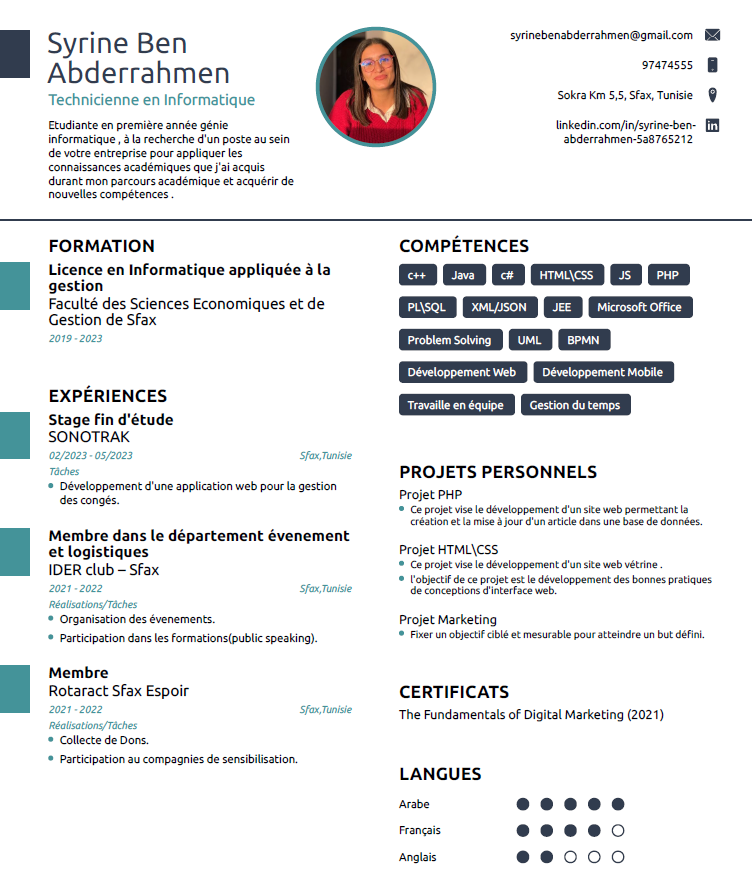 Syrine Ben
Abderrahmen
Technicienne en Informatique
Etudiante en première année génie
informatique , à la recherche d'un poste au sein
de votre entreprise pour appliquer les
connaissances académiques que j'ai acquis
durant mon parcours académique et acquérir de
nouvelles compétences .
syrinebenabderrahmen@gmail.com
97474555
Sokra Km 5,5, Sfax, Tunisie
linkedin.com/in/syrine-ben-
abderrahmen-5a8765212
FORMATION
Licence en Informatique appliquée à la
gestion
Faculté des Sciences Economiques et de
Gestion de Sfax
2019 - 2023
EXPÉRIENCES
Stage fin d'étude
SONOTRAK
02/2023 - 05/2023 Sfax,Tunisie
Tâches
Développement d'une application web pour la gestion
des congés.
Membre dans le département évenement
et logistiques
IDER club – Sfax
2021 - 2022 Sfax,Tunisie
Réalisations/Tâches
Organisation des évenements.
Participation dans les formations(public speaking).
Membre
Rotaract Sfax Espoir
2021 - 2022 Sfax,Tunisie
Réalisations/Tâches
Collecte de Dons.
Participation au compagnies de sensibilisation.
COMPÉTENCES
c++ Java c# HTML\CSS JS PHP
PL\SQL XML/JSON JEE Microsoft Office
Problem Solving UML BPMN
Développement Web Développement Mobile
Travaille en équipe Gestion du temps
PROJETS PERSONNELS
Projet PHP
Ce projet vise le développement d'un site web permettant la
création et la mise à jour d'un article dans une base de données.
Projet HTML\CSS
Ce projet vise le développement d'un site web vétrine .
l'objectif de ce projet est le développement des bonnes pratiques
de conceptions d'interface web.
Projet Marketing
Fixer un objectif ciblé et mesurable pour atteindre un but défini.
CERTIFICATS
The Fundamentals of Digital Marketing (2021)
LANGUES
Arabe
Français
Anglais